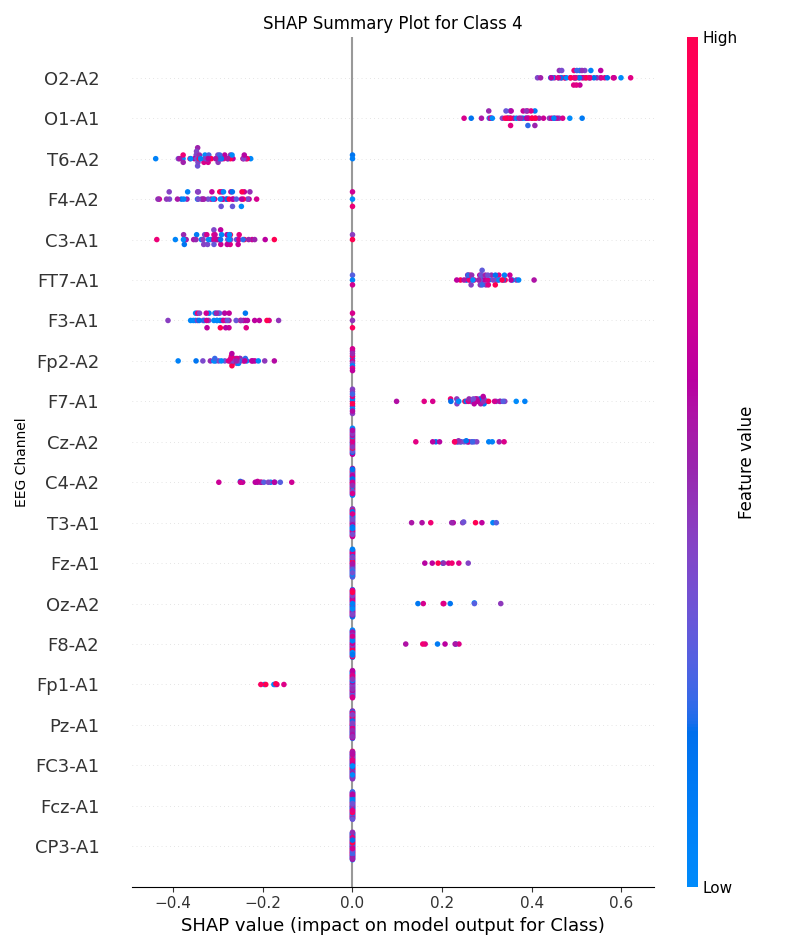 SHAP Summary Plot for Class 4
High
O2-A2
O1-A1
T6-A2
F4-A2
C3-A1
FT7-A1
F3-A1
Fp2-A2
F7-A1
Cz-A2
C4-A2
T3-A1
Fz-A1
Oz-A2
F8-A2
Fp1-A1
Pz-A1
FC3-A1
Fcz-A1
CP3-A1
EEG Channel
Feature value
Low
−0.4 −0.2 0.0 0.2 0.4 0.6
SHAP value (impact on model output for Class)